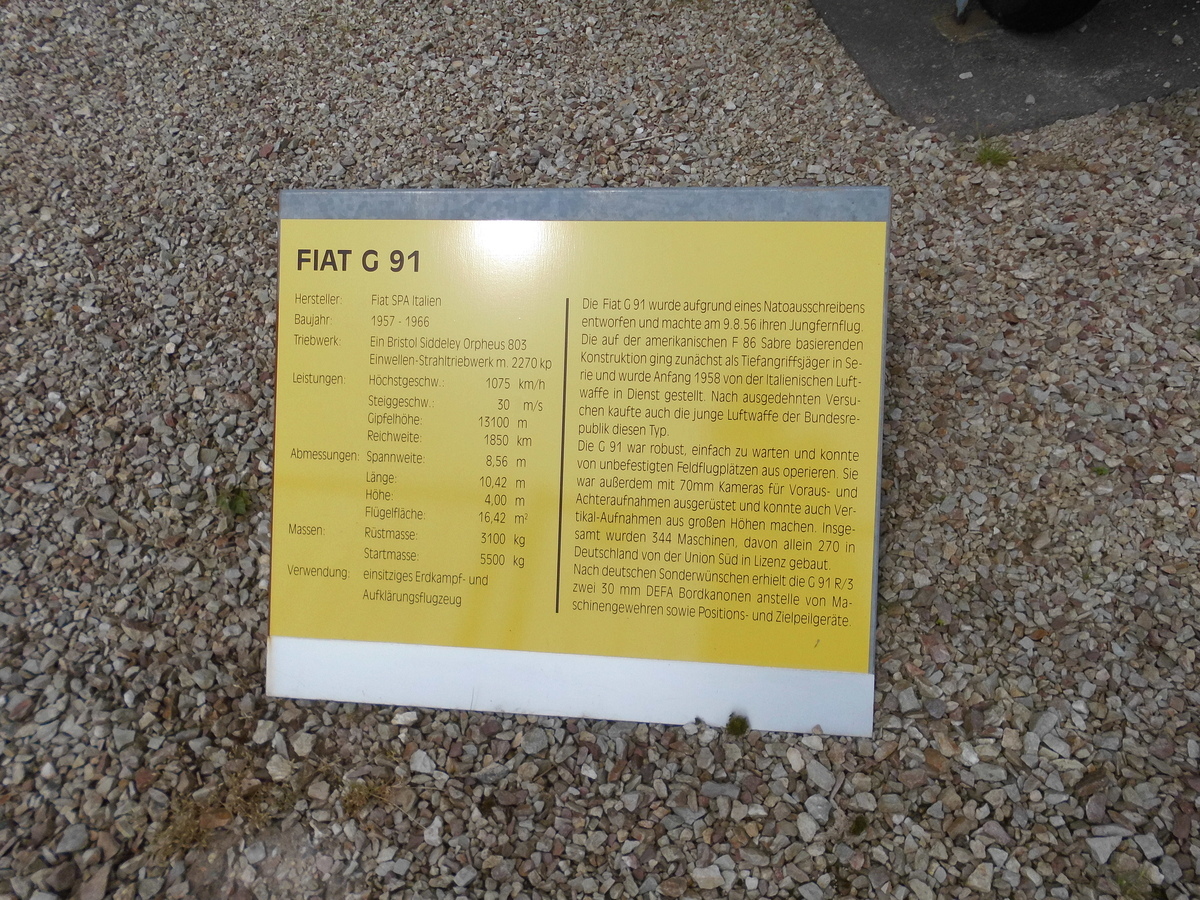 FIAT G 91
Hersteller: Fiat SPA Italien
Baujahr: 1957 - 1966
Triebwerk: Ein Bristol Siddeley Orpheus 803
Einwellen-Strahltriebwerk m. 2270 kp
Leistungen: Höchstgeschw.: 1075 km/h
Steiggeschw.: 30 m/s
Gipfelhöhe: 13100 m
Reichweite: 1850 km
Abmessungen: Spannweite: 8,56 m
Länge: 10,42 m
Höhe: 4,00 m
Flügelfläche: 16,42 m²
Massen: Rüstmasse: 3100 kg
Startmasse: 5500 kg
Verwendung: einsitziges Erdkampf- und
Aufklärungsflugzeug
Die Fiat G 91 wurde aufgrund eines Natoausschreibens
entworfen und machte am 9.8.56 ihren Jungfernflug.
Die auf der amerikanischen F 86 Sabre basierenden
Konstruktion ging zunächst als Tiefangriffsjäger in Se-
rie und wurde Anfang 1958 von der Italienischen Luft-
waffe in Dienst gestellt. Nach ausgedehnten Versu-
chen kaufte auch die junge Luftwaffe der Bundesre-
publik diesen Typ.
Die G 91 war robust, einfach zu warten und konnte
von unbefestigten Feldflugplätzen aus operieren. Sie
war außerdem mit 70mm Kameras für Voraus- und
Achteraufnahmen ausgerüstet und konnte auch Ver-
tikal-Aufnahmen aus großen Höhen machen. Insge-
samt wurden 344 Maschinen, davon allein 270 in
Deutschland von der Union Süd in Lizenz gebaut.
Nach deutschen Sonderwünschen erhielt die G 91 R/3
zwei 30 mm DEFA Bordkanonen anstelle von Ma-
schinengewehren sowie Positions- und Zielpeilgeräte.